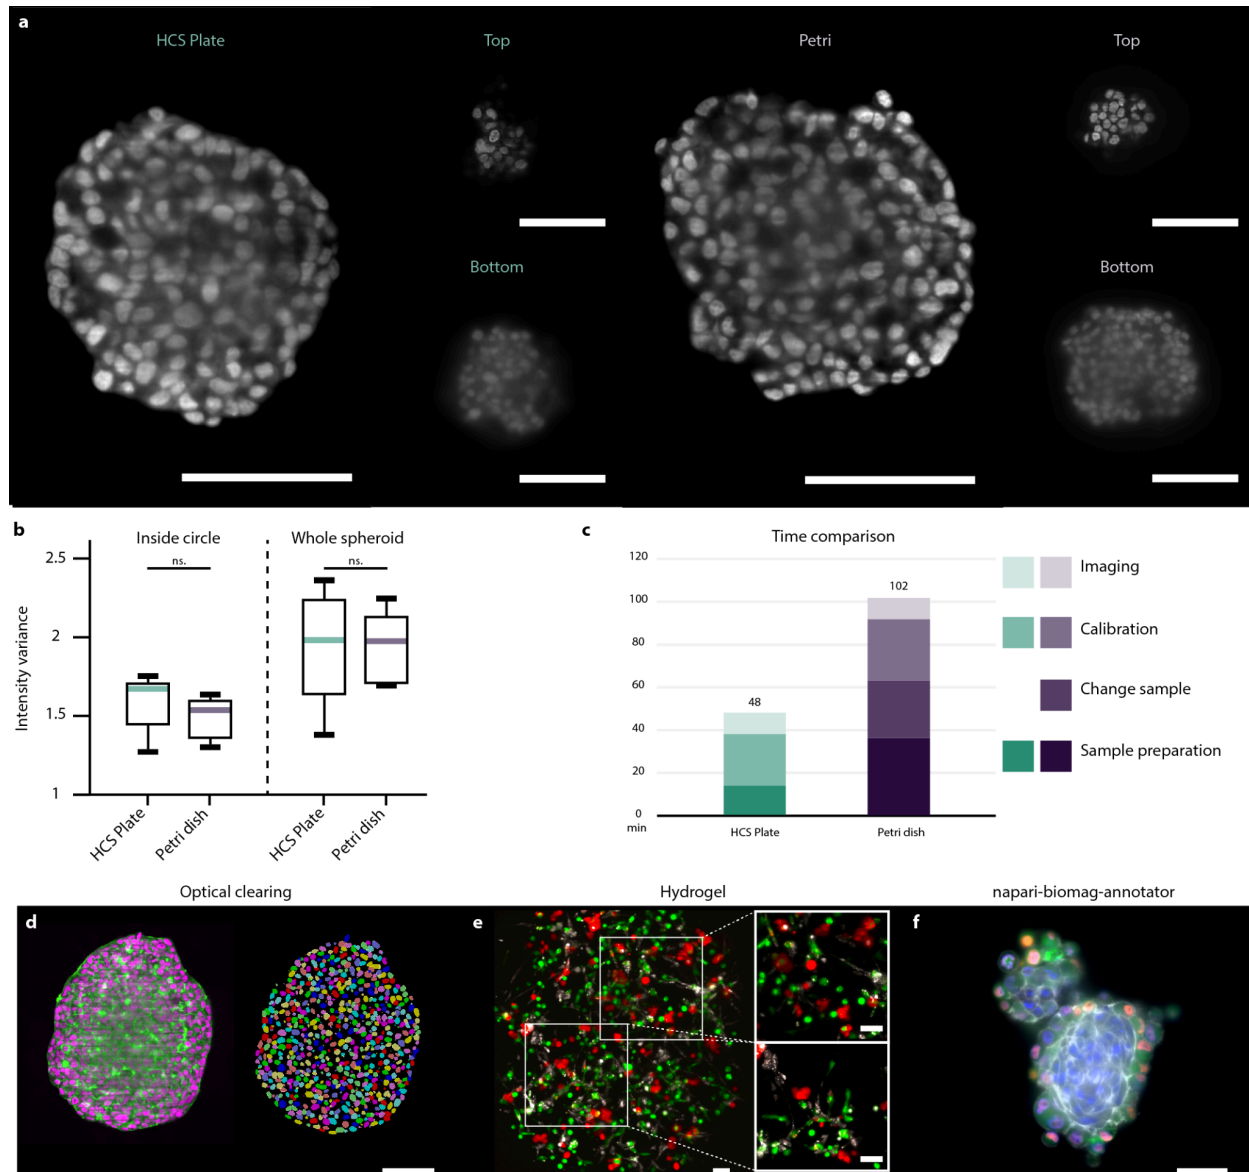 a
HCS Plate
Top
Petri
Top
Bottom
Bottom
b
Inside circle
Whole spheroid
ns.
ns.
Intensity variance
2.5
2
1.5
1
HCS Plate
Petri dish
HCS Plate
Petri dish
c
Time comparison
120
100
80
60
40
20
0
min
48
102
HCS Plate
Petri dish
Imaging
Calibration
Change sample
Sample preparation
Optical clearing
Hydrogel
napari-biomag-annotator
d
e
f